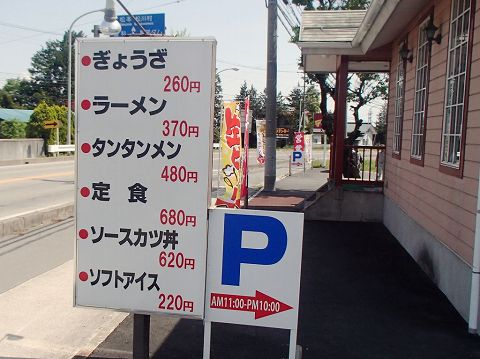 ●ぎょうざ
260円
●ラーメン
370円
●タンタンメン
480円
●定食
680円
●ソースカツ丼
620円
●ソフトアイス
220円
P
AM11:00-PM10:00
P